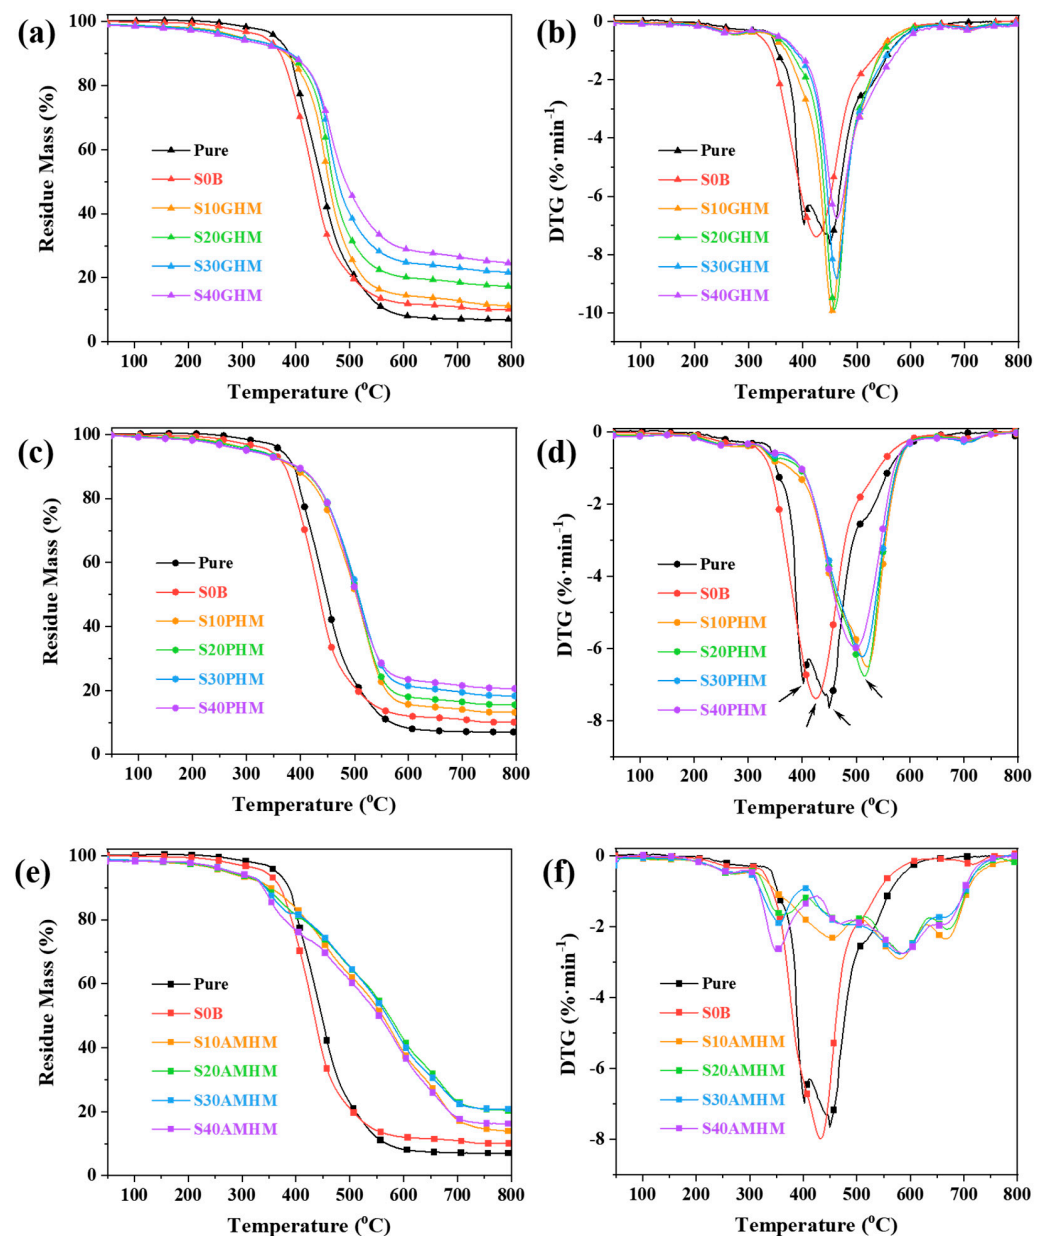 (a)
Residue Mass (%)
100
80
60
40
20
0
Pure
S0B
S10GHM
S20GHM
S30GHM
S40GHM
100 200 300 400 500 600 700 800
Temperature (⁰C)
(b)
DTG (%·min⁻¹)
0
-2
-4
-6
-8
-10
Pure
S0B
S10GHM
S20GHM
S30GHM
S40GHM
100 200 300 400 500 600 700 800
Temperature (⁰C)
(c)
Residue Mass (%)
100
80
60
40
20
0
Pure
S0B
S10PHM
S20PHM
S30PHM
S40PHM
100 200 300 400 500 600 700 800
Temperature (⁰C)
(d)
DTG (%·min⁻¹)
0
-2
-4
-6
-8
Pure
S0B
S10PHM
S20PHM
S30PHM
S40PHM
100 200 300 400 500 600 700 800
Temperature (⁰C)
(e)
Residue Mass (%)
100
80
60
40
20
0
Pure
S0B
S10AMHM
S20AMHM
S30AMHM
S40AMHM
100 200 300 400 500 600 700 800
Temperature (⁰C)
(f)
DTG (%·min⁻¹)
0
-2
-4
-6
-8
Pure
S0B
S10AMHM
S20AMHM
S30AMHM
S40AMHM
100 200 300 400 500 600 700 800
Temperature (⁰C)